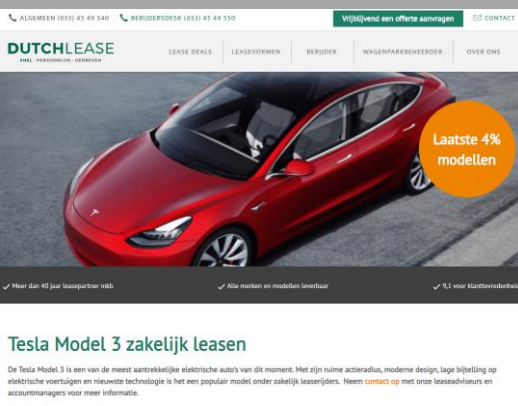 ALGEMEEN (033) 45 49 540 BERIJDERSDESK (033) 45 49 550 Vrijblijvend een offerte aanvragen CONTACT
DUTCHLEASE
SNEL - PERSOONLIJK - GEDREVEN
LEASE DEALS LEASEVORMEN BERIJDER WAGENPARKBEHEERDER OVER ONS
Laatste 4%
modellen
Meer dan 40 jaar leasepartner mkb Alle merken en modellen leverbaar 9,1 voor klanttevredenheid
Tesla Model 3 zakelijk leasen
De Tesla Model 3 is een van de meest aantrekkelijke elektrische auto's van dit moment. Met zijn ruime actieradius, moderne design, lage bijtelling op
elektrische voertuigen en nieuwste technologie is het een populair model onder zakelijk leaserijders. Neem contact op met onze leaseadviseurs en
accountmanagers voor meer informatie.